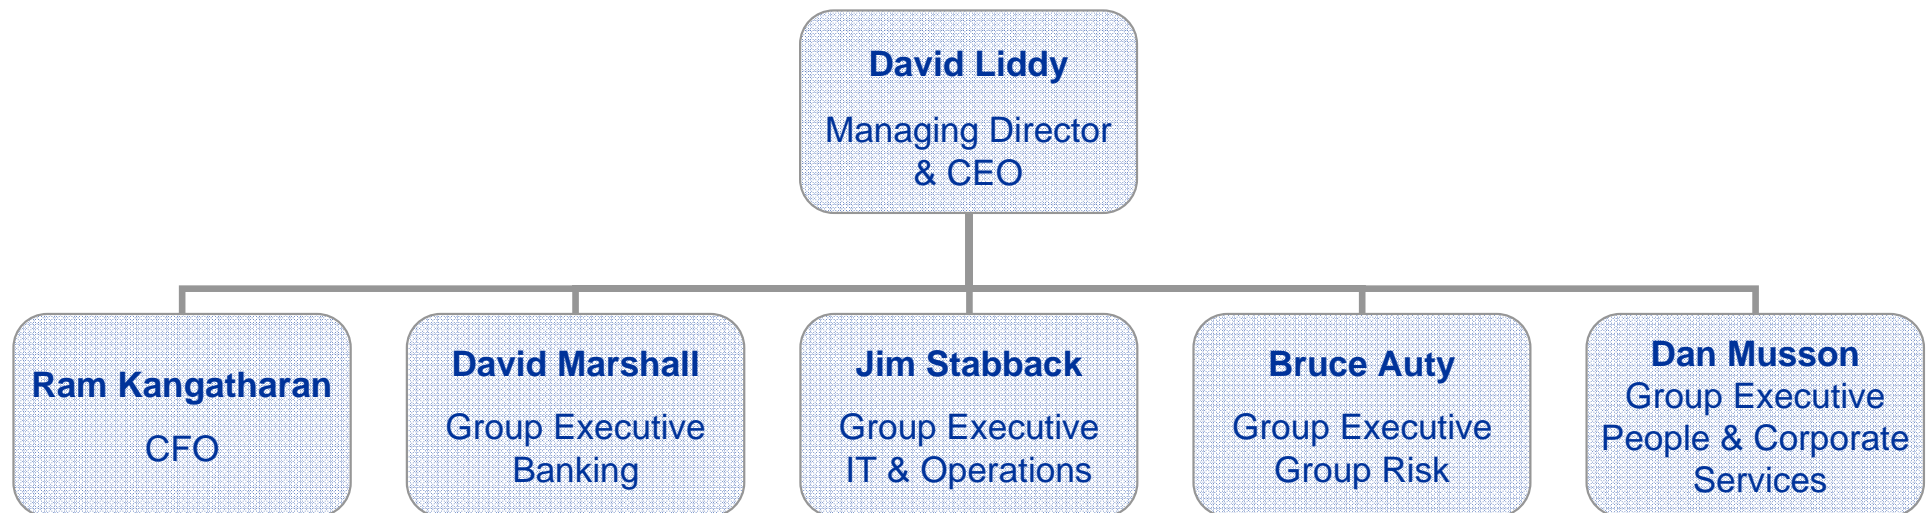 David Liddy
Managing Director
& CEO
Ram Kangatharan
CFO
David Marshall
Group Executive
Banking
Jim Stabback
Group Executive
IT & Operations
Bruce Auty
Group Executive
Group Risk
Dan Musson
Group Executive
People & Corporate
Services